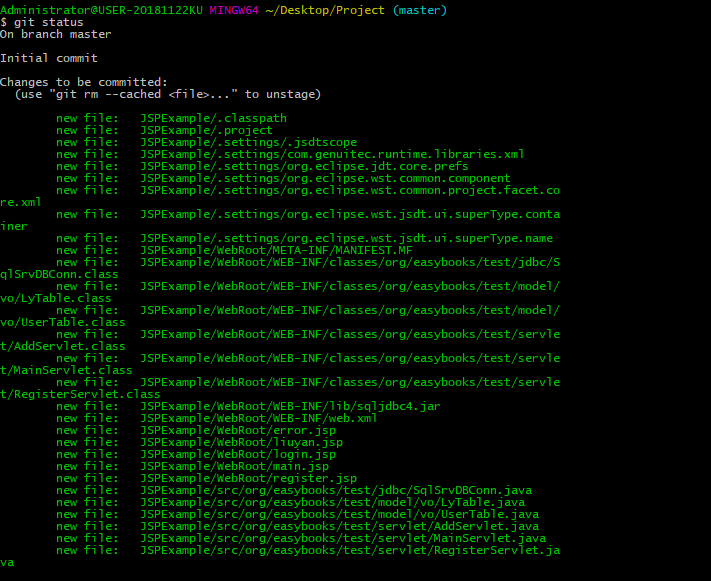 Administrator@USER-20181122KU MINGW64 ~/Desktop/Project (master)
$ git status
On branch master
Initial commit
Changes to be committed:
  (use "git rm --cached <file>..." to unstage)
        new file:   JSPExample/.classpath
        new file:   JSPExample/.project
        new file:   JSPExample/.settings/.jsdtscope
        new file:   JSPExample/.settings/com.genuitec.runtime.libraries.xml
        new file:   JSPExample/.settings/org.eclipse.jdt.core.prefs
        new file:   JSPExample/.settings/org.eclipse.wst.common.component
        new file:   JSPExample/.settings/org.eclipse.wst.common.project.facet.co
re.xml
        new file:   JSPExample/.settings/org.eclipse.wst.jsdt.ui.superType.conta
iner
        new file:   JSPExample/.settings/org.eclipse.wst.jsdt.ui.superType.name
        new file:   JSPExample/WebRoot/META-INF/MANIFEST.MF
        new file:   JSPExample/WebRoot/WEB-INF/classes/org/easybooks/test/jdbc/S
qlSrvDBConn.class
        new file:   JSPExample/WebRoot/WEB-INF/classes/org/easybooks/test/model/
vo/LyTable.class
        new file:   JSPExample/WebRoot/WEB-INF/classes/org/easybooks/test/model/
vo/UserTable.class
        new file:   JSPExample/WebRoot/WEB-INF/classes/org/easybooks/test/servle
t/AddServlet.class
        new file:   JSPExample/WebRoot/WEB-INF/classes/org/easybooks/test/servle
t/MainServlet.class
        new file:   JSPExample/WebRoot/WEB-INF/classes/org/easybooks/test/servle
t/RegisterServlet.class
        new file:   JSPExample/WebRoot/WEB-INF/lib/sqljdbc4.jar
        new file:   JSPExample/WebRoot/WEB-INF/web.xml
        new file:   JSPExample/WebRoot/error.jsp
        new file:   JSPExample/WebRoot/liuyan.jsp
        new file:   JSPExample/WebRoot/login.jsp
        new file:   JSPExample/WebRoot/main.jsp
        new file:   JSPExample/WebRoot/register.jsp
        new file:   JSPExample/src/org/easybooks/test/jdbc/SqlSrvDBConn.java
        new file:   JSPExample/src/org/easybooks/test/model/vo/LyTable.java
        new file:   JSPExample/src/org/easybooks/test/model/vo/UserTable.java
        new file:   JSPExample/src/org/easybooks/test/servlet/AddServlet.java
        new file:   JSPExample/src/org/easybooks/test/servlet/MainServlet.java
        new file:   JSPExample/src/org/easybooks/test/servlet/RegisterServlet.ja
va